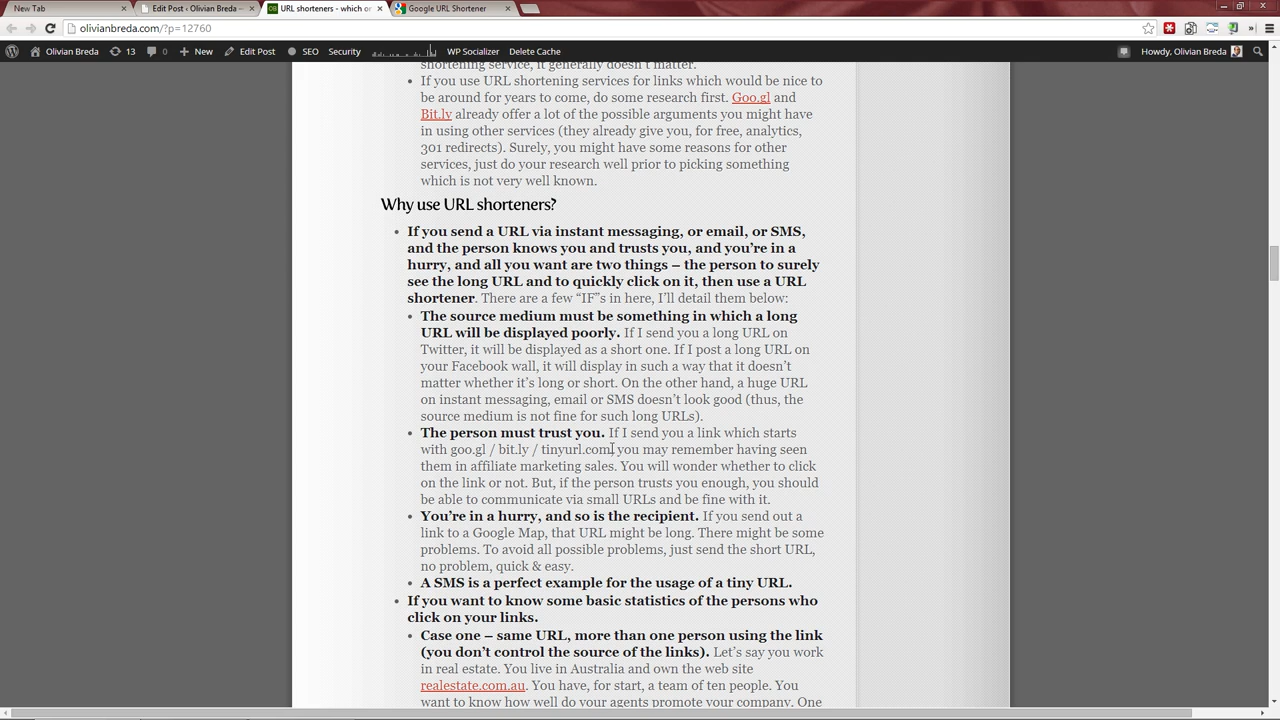 New Tab
Edit Post ‹ Olivian Breda —
URL shorteners - which or
Google URL Shortener
olivianbreda.com/?p=12760
Olivian Breda
13
0
New
Edit Post
SEO
Security
WP Socializer
Delete Cache
Howdy, Olivian Breda
shortening service, it generally doesn't matter.
If you use URL shortening services for links which would be nice to
be around for years to come, do some research first. Goo.gl and
Bit.ly already offer a lot of the possible arguments you might have
in using other services (they already give you, for free, analytics,
301 redirects). Surely, you might have some reasons for other
services, just do your research well prior to picking something
which is not very well known.
Why use URL shorteners?
If you send a URL via instant messaging, or email, or SMS,
and the person knows you and trusts you, and you're in a
hurry, and all you want are two things – the person to surely
see the long URL and to quickly click on it, then use a URL
shortener. There are a few “IF”s in here, I'll detail them below:
The source medium must be something in which a long
URL will be displayed poorly. If I send you a long URL on
Twitter, it will be displayed as a short one. If I post a long URL on
your Facebook wall, it will display in such a way that it doesn't
matter whether it's long or short. On the other hand, a huge URL
on instant messaging, email or SMS doesn't look good (thus, the
source medium is not fine for such long URLs).
The person must trust you. If I send you a link which starts
with goo.gl / bit.ly / tinyurl.com, you may remember having seen
them in affiliate marketing sales. You will wonder whether to click
on the link or not. But, if the person trusts you enough, you should
be able to communicate via small URLs and be fine with it.
You're in a hurry, and so is the recipient. If you send out a
link to a Google Map, that URL might be long. There might be some
problems. To avoid all possible problems, just send the short URL,
no problem, quick & easy.
A SMS is a perfect example for the usage of a tiny URL.
If you want to know some basic statistics of the persons who
click on your links.
Case one – same URL, more than one person using the link
(you don't control the source of the links). Let's say you work
in real estate. You live in Australia and own the web site
realestate.com.au. You have, for start, a team of ten people. You
want to know how well do your agents promote your company. One